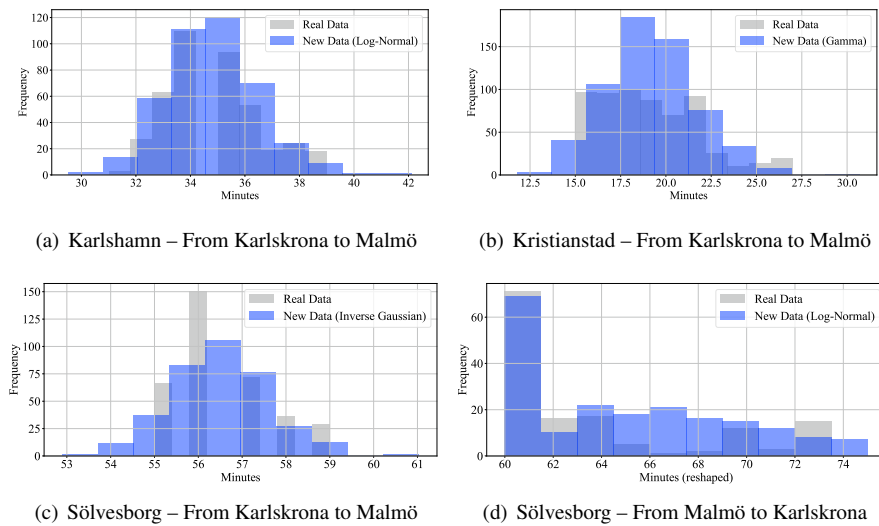 120
100
80
60
40
20
0
Frequency
30
32
34
36
38
40
42
Minutes
Real Data
New Data (Log-Normal)
(a) Karlshamn – From Karlskrona to Malmö
150
100
50
0
Frequency
12.5
15.0
17.5
20.0
22.5
25.0
27.5
30.0
Minutes
Real Data
New Data (Gamma)
(b) Kristianstad – From Karlskrona to Malmö
150
125
100
75
50
25
0
Frequency
53
54
55
56
57
58
59
60
61
Minutes
Real Data
New Data (Inverse Gaussian)
(c) Sölvesborg – From Karlskrona to Malmö
60
40
20
0
Frequency
60
62
64
66
68
70
72
74
Minutes (reshaped)
Real Data
New Data (Log-Normal)
(d) Sölvesborg – From Malmö to Karlskrona